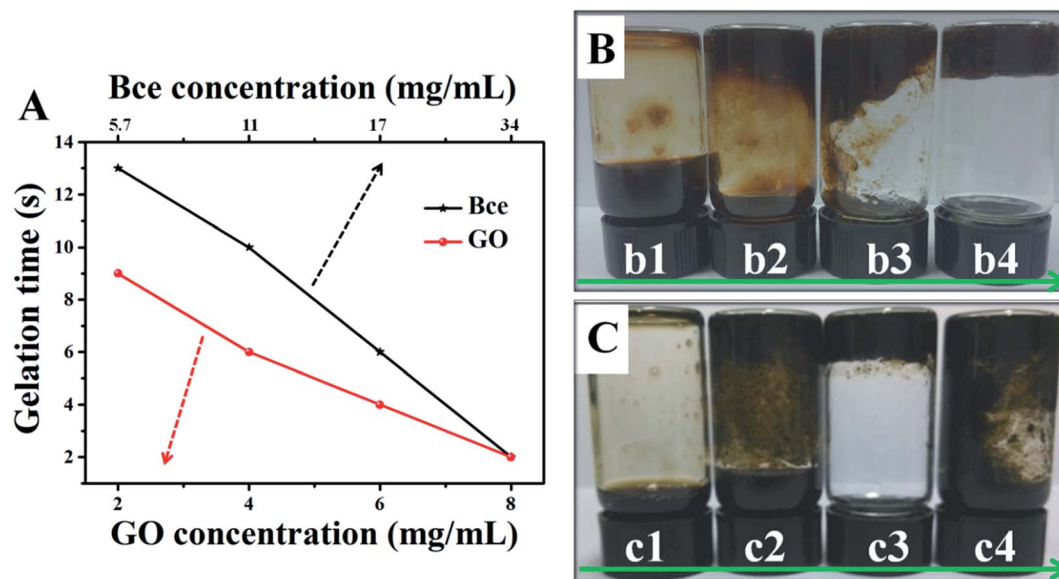 A
Bce concentration (mg/mL)
5.7 11 17 34
14
12
10
8
6
4
2
Gelation time (s)
Bce
GO
2 4 6 8
GO concentration (mg/mL)
B
b1 b2 b3 b4
C
c1 c2 c3 c4